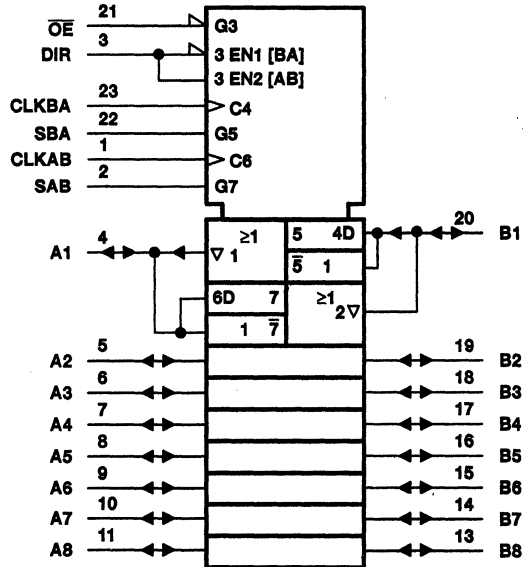 O̅E̅ 21 G3
DIR 3 3 EN1 [BA]
3 EN2 [AB]
CLKBA 23 C4
SBA 22 G5
CLKAB 1 C6
SAB 2 G7
A1 4 ≥1 5 4D 20 B1
▽ 1 5̅ 1
6D 7 ≥1
1 7̅ 2 ▽
A2 5 19 B2
A3 6 18 B3
A4 7 17 B4
A5 8 16 B5
A6 9 15 B6
A7 10 14 B7
A8 11 13 B8